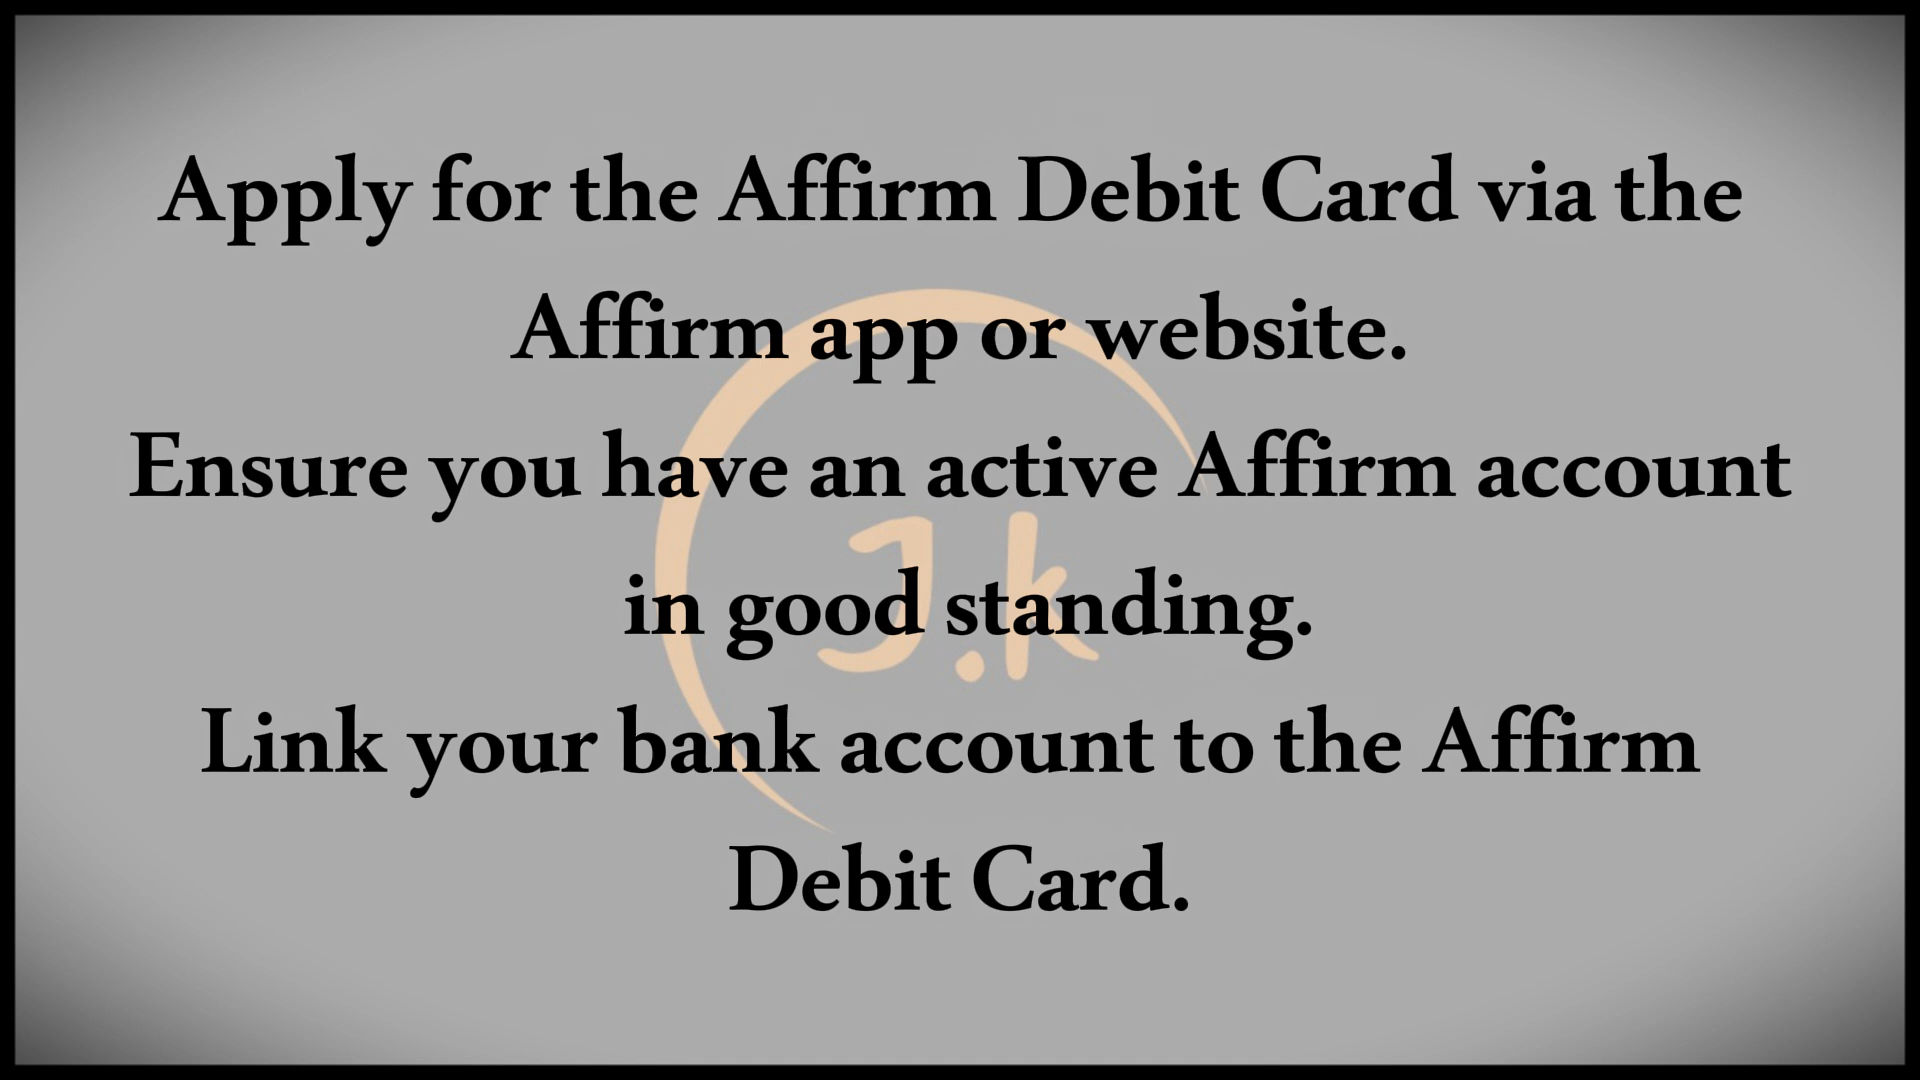 Apply for the Affirm Debit Card via the
Affirm app or website.
Ensure you have an active Affirm account
in good standing.
Link your bank account to the Affirm
Debit Card.
J.k